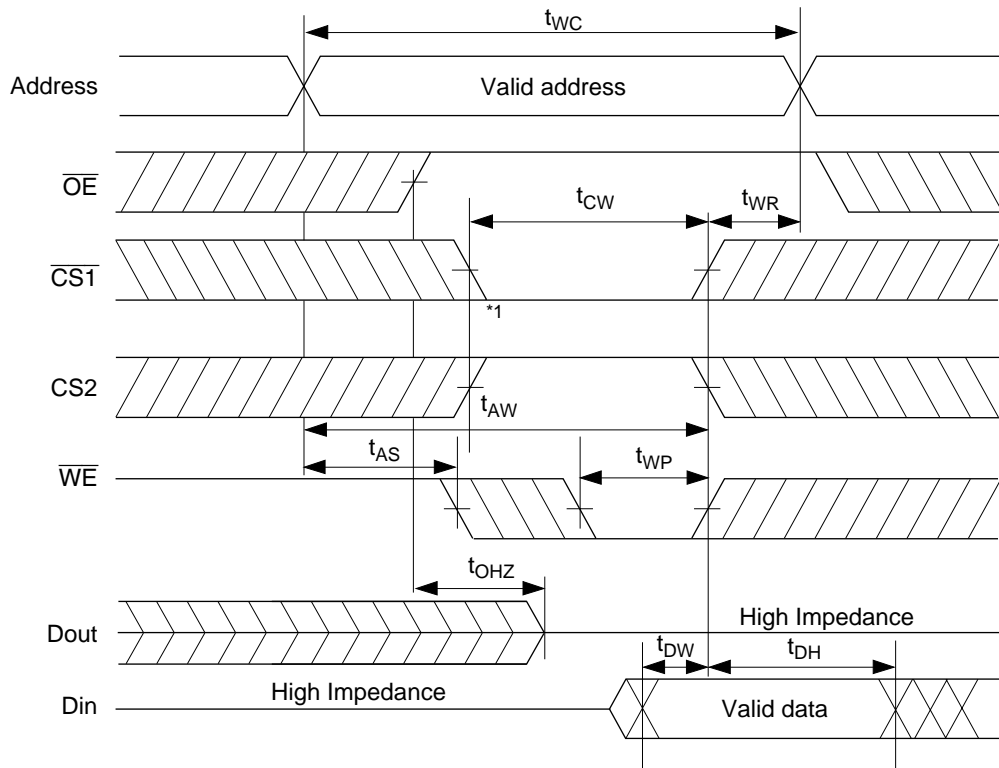 tWC
Address
Valid address
OE
tCW
tWR
CS1
*1
CS2
tAW
tAS
tWP
WE
tOHZ
High Impedance
Dout
tDW
tDH
High Impedance
Din
Valid data